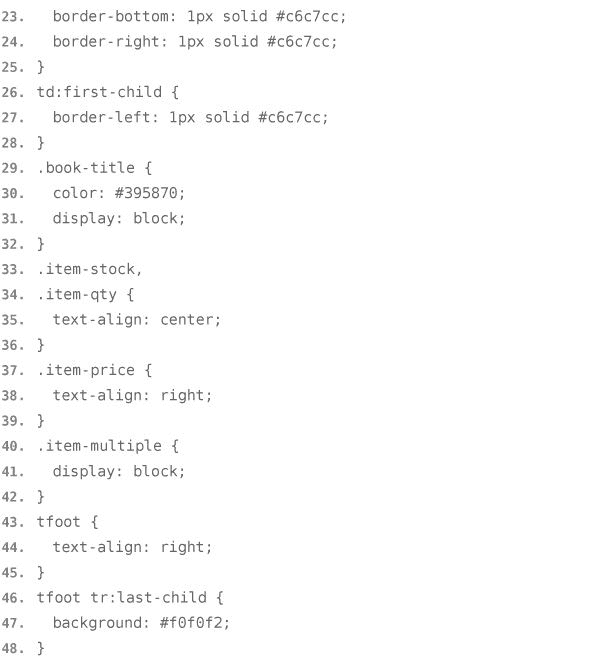 23.   border-bottom: 1px solid #c6c7cc;
24.   border-right: 1px solid #c6c7cc;
25. }
26. td:first-child {
27.   border-left: 1px solid #c6c7cc;
28. }
29. .book-title {
30.   color: #395870;
31.   display: block;
32. }
33. .item-stock,
34. .item-qty {
35.   text-align: center;
36. }
37. .item-price {
38.   text-align: right;
39. }
40. .item-multiple {
41.   display: block;
42. }
43. tfoot {
44.   text-align: right;
45. }
46. tfoot tr:last-child {
47.   background: #f0f0f2;
48. }